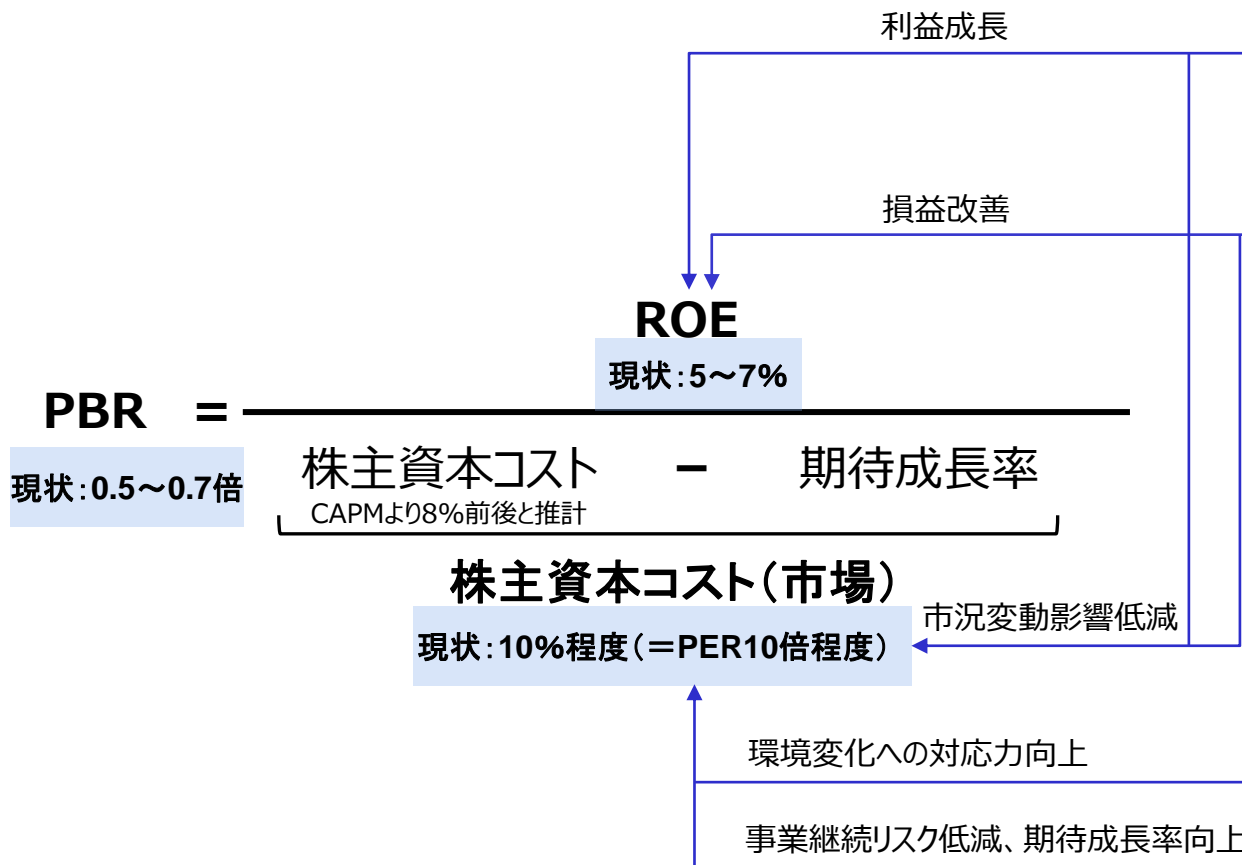 利益成長
損益改善
ROE
現状：5～7%
PBR =
現状：0.5～0.7倍
株主資本コスト － 期待成長率
CAPMより8%前後と推計
株主資本コスト（市場）
現状：10%程度（＝PER10倍程度）
市況変動影響低減
環境変化への対応力向上
事業継続リスク低減、期待成長率向上